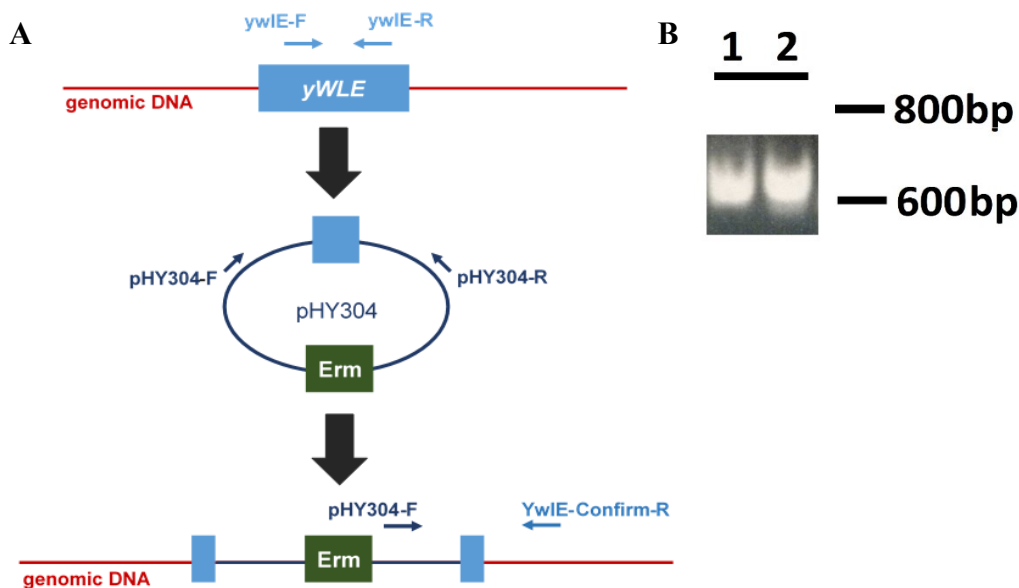 A
ywlE-F
ywlE-R
yWLE
genomic DNA
pHY304-F
pHY304-R
pHY304
Erm
pHY304-F
YwlE-Confirm-R
Erm
genomic DNA
B
1 2
800bp
600bp